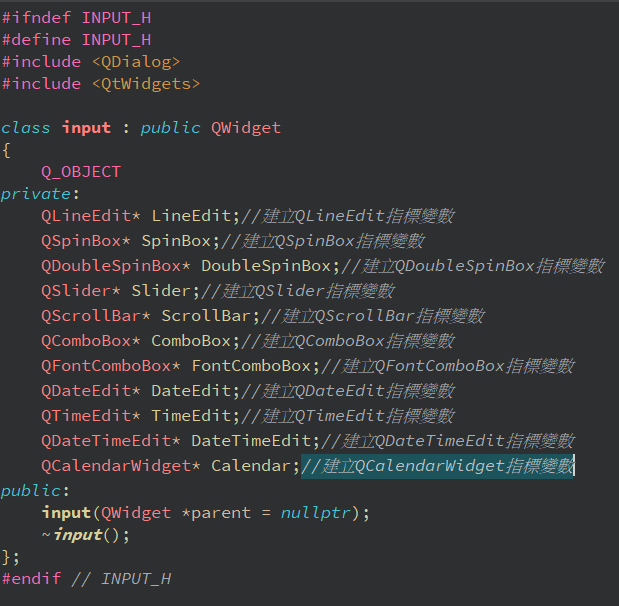 #ifndef INPUT_H
#define INPUT_H
#include <QDialog>
#include <QtWidgets>
class input : public QWidget
{
    Q_OBJECT
private:
    QLineEdit* LineEdit;//建立QLineEdit指標變數
    QSpinBox* SpinBox;//建立QSpinBox指標變數
    QDoubleSpinBox* DoubleSpinBox;//建立QDoubleSpinBox指標變數
    QSlider* Slider;//建立QSlider指標變數
    QScrollBar* ScrollBar;//建立QScrollBar指標變數
    QComboBox* ComboBox;//建立QComboBox指標變數
    QFontComboBox* FontComboBox;//建立QFontComboBox指標變數
    QDateEdit* DateEdit;//建立QDateEdit指標變數
    QTimeEdit* TimeEdit;//建立QTimeEdit指標變數
    QDateTimeEdit* DateTimeEdit;//建立QDateTimeEdit指標變數
    QCalendarWidget* Calendar;//建立QCalendarWidget指標變數
public:
    input(QWidget *parent = nullptr);
    ~input();
};
#endif // INPUT_H